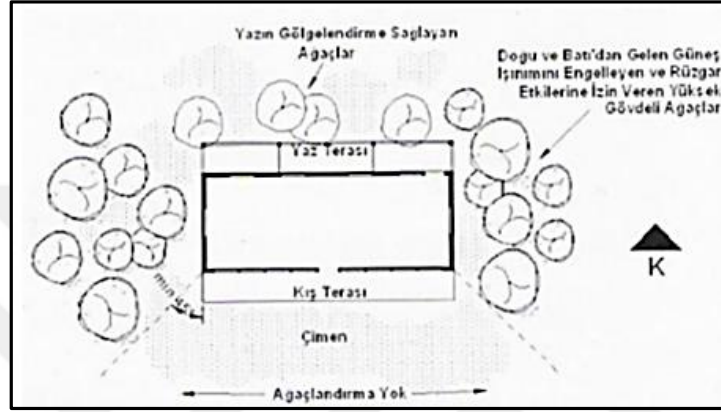 Yazın Gölgelendirme Sağlayan
Ağaçlar
Doğu ve Batı'dan Gelen Güneş
Işınımını Engelleyen ve Rüzgar
Etkilerine İzin Veren Yüksek
Gövdeli Ağaçlar
Yaz Terası
K
Kış Terası
Çimen
Ağaçlandırma Yok